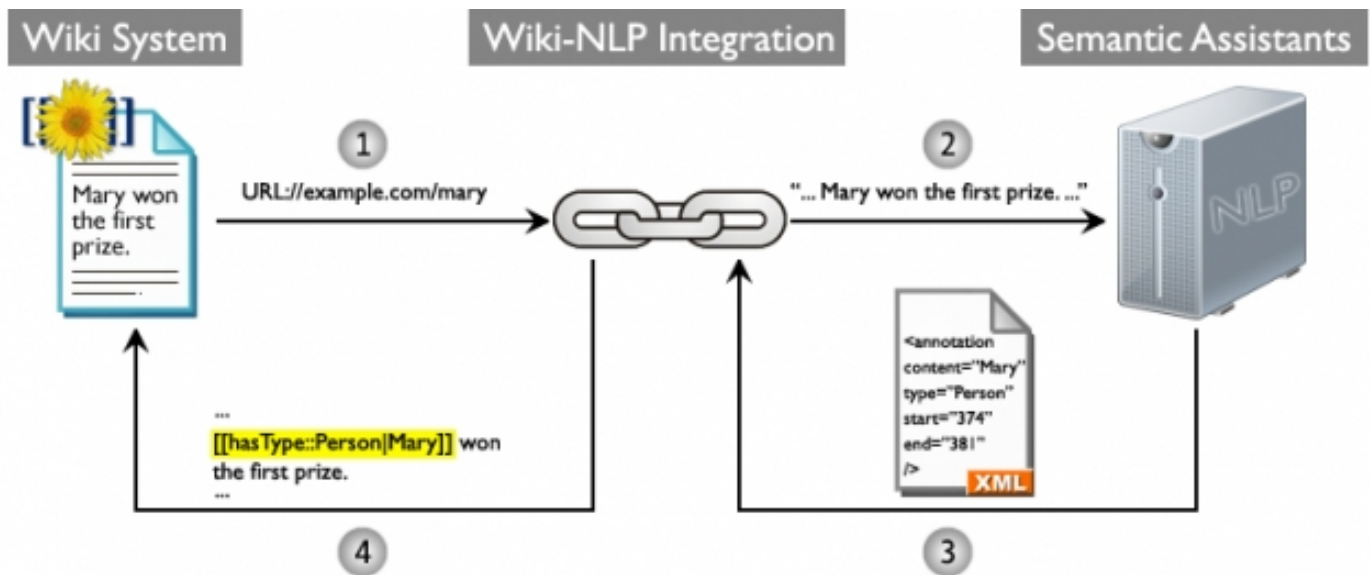 Wiki System
Wiki-NLP Integration
Semantic Assistants
[[ ]]
Mary won
the first
prize.
1
URL://example.com/mary
2
“... Mary won the first prize. ...”
NLP
<annotation
content="Mary"
type="Person"
start="374"
end="381"
/>
XML
3
...
[[hasType::Person|Mary]] won
the first prize.
...
4